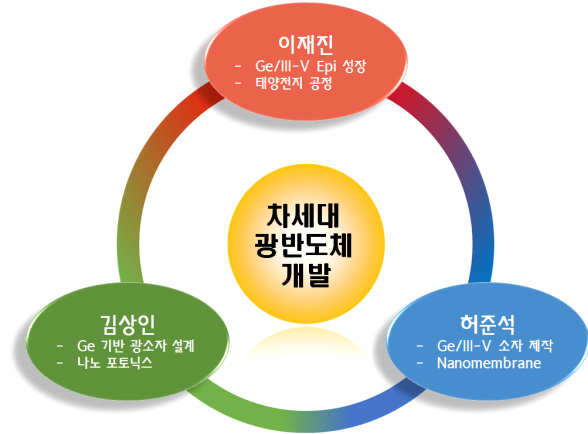 이재진
- Ge/III-V Epi 성장
- 태양전지 공정
차세대
광반도체
개발
김상인
- Ge 기반 광소자 설계
- 나노 포토닉스
허준석
- Ge/III-V 소자 제작
- Nanomembrane